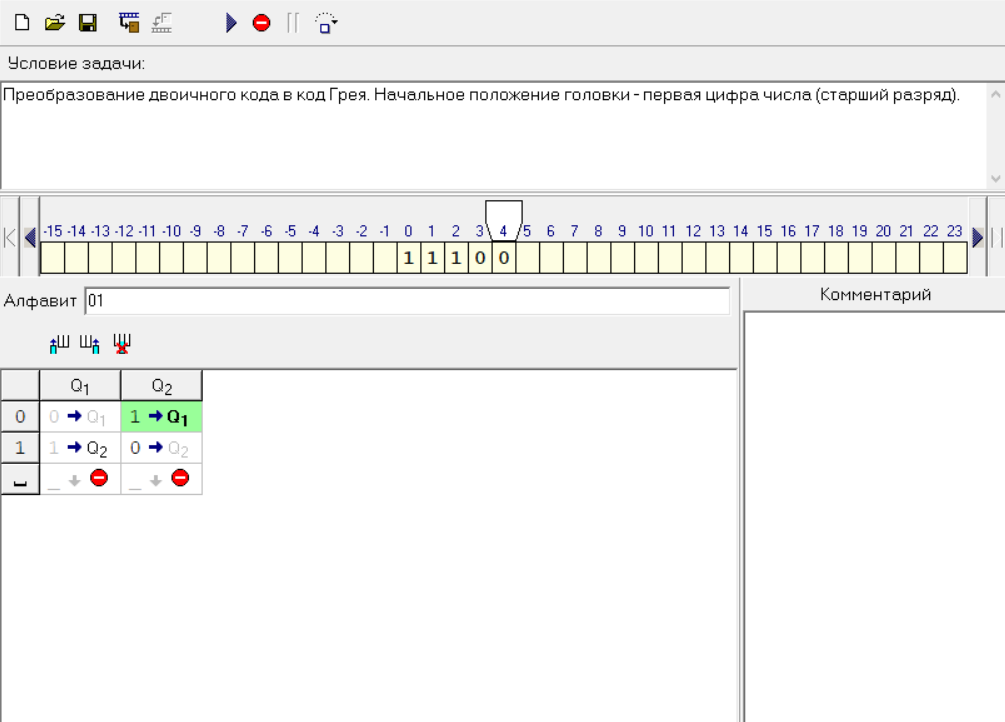 Условие задачи:
Преобразование двоичного кода в код Грея. Начальное положение головки - первая цифра числа (старший разряд).
-15 -14 -13 -12 -11 -10 -9 -8 -7 -6 -5 -4 -3 -2 -1 0 1 2 3 4 5 6 7 8 9 10 11 12 13 14 15 16 17 18 19 20 21 22 23
1 1 1 0 0
Алфавит 01
Комментарий
Q1 Q2
0 0 → Q1 1 → Q1
1 1 → Q2 0 → Q2
_ ↓ _ ↓